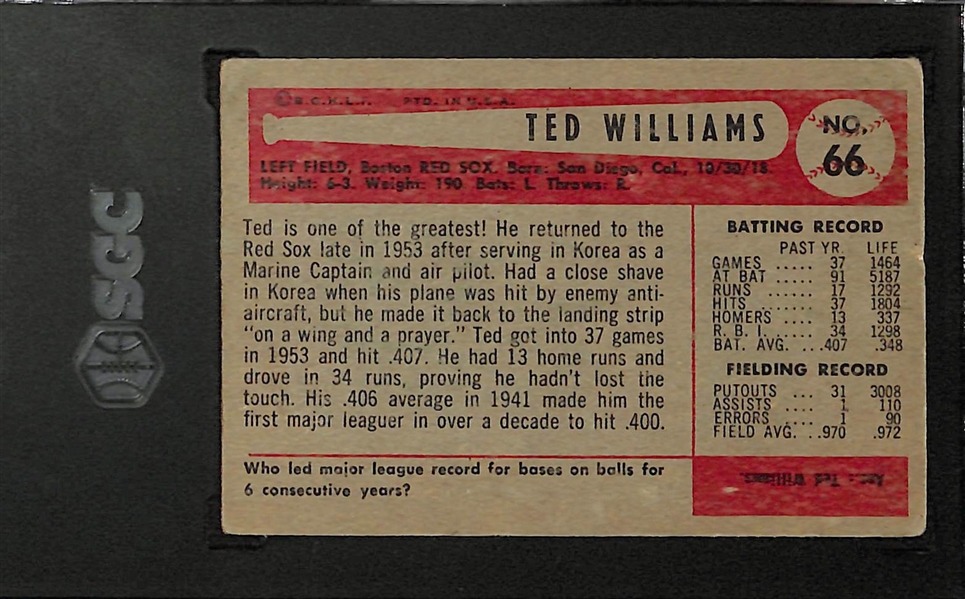 SGC
© B.G.H.L.I. PTD. IN U.S.A.
TED WILLIAMS
NO.
66
LEFT FIELD, Boston RED SOX. Born: San Diego, Cal., 10/30/18.
Height: 6-3. Weight: 190 Bats: L. Throws: R.
Ted is one of the greatest! He returned to the
Red Sox late in 1953 after serving in Korea as a
Marine Captain and air pilot. Had a close shave
in Korea when his plane was hit by enemy anti-
aircraft, but he made it back to the landing strip
"on a wing and a prayer." Ted got into 37 games
in 1953 and hit .407. He had 13 home runs and
drove in 34 runs, proving he hadn't lost the
touch. His .406 average in 1941 made him the
first major leaguer in over a decade to hit .400.
Who led major league record for bases on balls for
6 consecutive years?
BATTING RECORD
PAST YR. LIFE
GAMES ..... 37 1464
AT BAT ..... 91 5187
RUNS ...... 17 1292
HITS ...... 37 1804
HOMERS .... 13 337
R. B. I. .... 34 1298
BAT. AVG. ...407 .348
FIELDING RECORD
PUTOUTS ... 31 3008
ASSISTS .... 1 110
ERRORS .... 1 90
FIELD AVG. ..970 .972
Ans: Ted Williams.